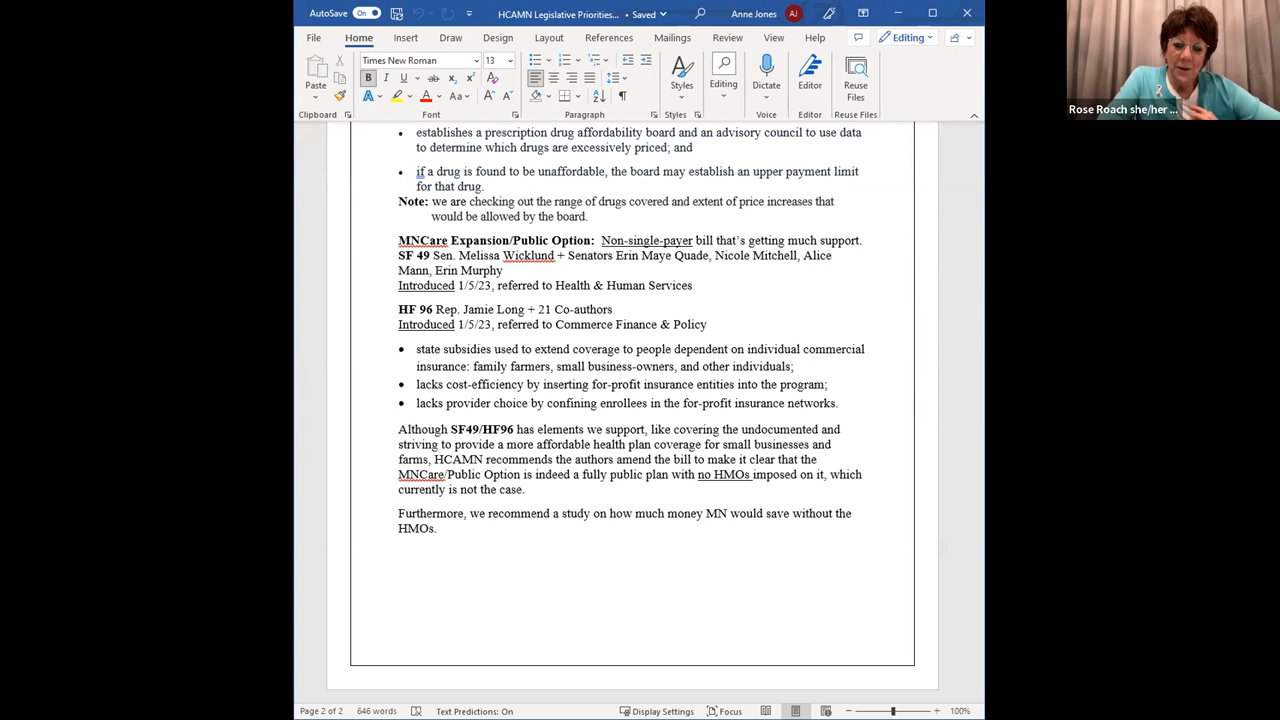 AutoSave On HCAMN Legislative Priorities... • Saved Anne Jones AJ
File Home Insert Draw Design Layout References Mailings Review View Help Editing
Times New Roman 13
Paste
Styles
Editing
Dictate
Editor
Reuse Files
Clipboard Font Paragraph Styles Voice Editor Reuse Files
Rose Roach she/her ...
• establishes a prescription drug affordability board and an advisory council to use data
to determine which drugs are excessively priced; and
• if a drug is found to be unaffordable, the board may establish an upper payment limit
for that drug.
Note: we are checking out the range of drugs covered and extent of price increases that
would be allowed by the board.
MNCare Expansion/Public Option: Non-single-payer bill that's getting much support.
SF 49 Sen. Melissa Wicklund + Senators Erin Maye Quade, Nicole Mitchell, Alice
Mann, Erin Murphy
Introduced 1/5/23, referred to Health & Human Services
HF 96 Rep. Jamie Long + 21 Co-authors
Introduced 1/5/23, referred to Commerce Finance & Policy
• state subsidies used to extend coverage to people dependent on individual commercial
insurance: family farmers, small business-owners, and other individuals;
• lacks cost-efficiency by inserting for-profit insurance entities into the program;
• lacks provider choice by confining enrollees in the for-profit insurance networks.
Although SF49/HF96 has elements we support, like covering the undocumented and
striving to provide a more affordable health plan coverage for small businesses and
farms, HCAMN recommends the authors amend the bill to make it clear that the
MNCare/Public Option is indeed a fully public plan with no HMOs imposed on it, which
currently is not the case.
Furthermore, we recommend a study on how much money MN would save without the
HMOs.
Page 2 of 2 646 words Text Predictions: On Display Settings Focus 100%